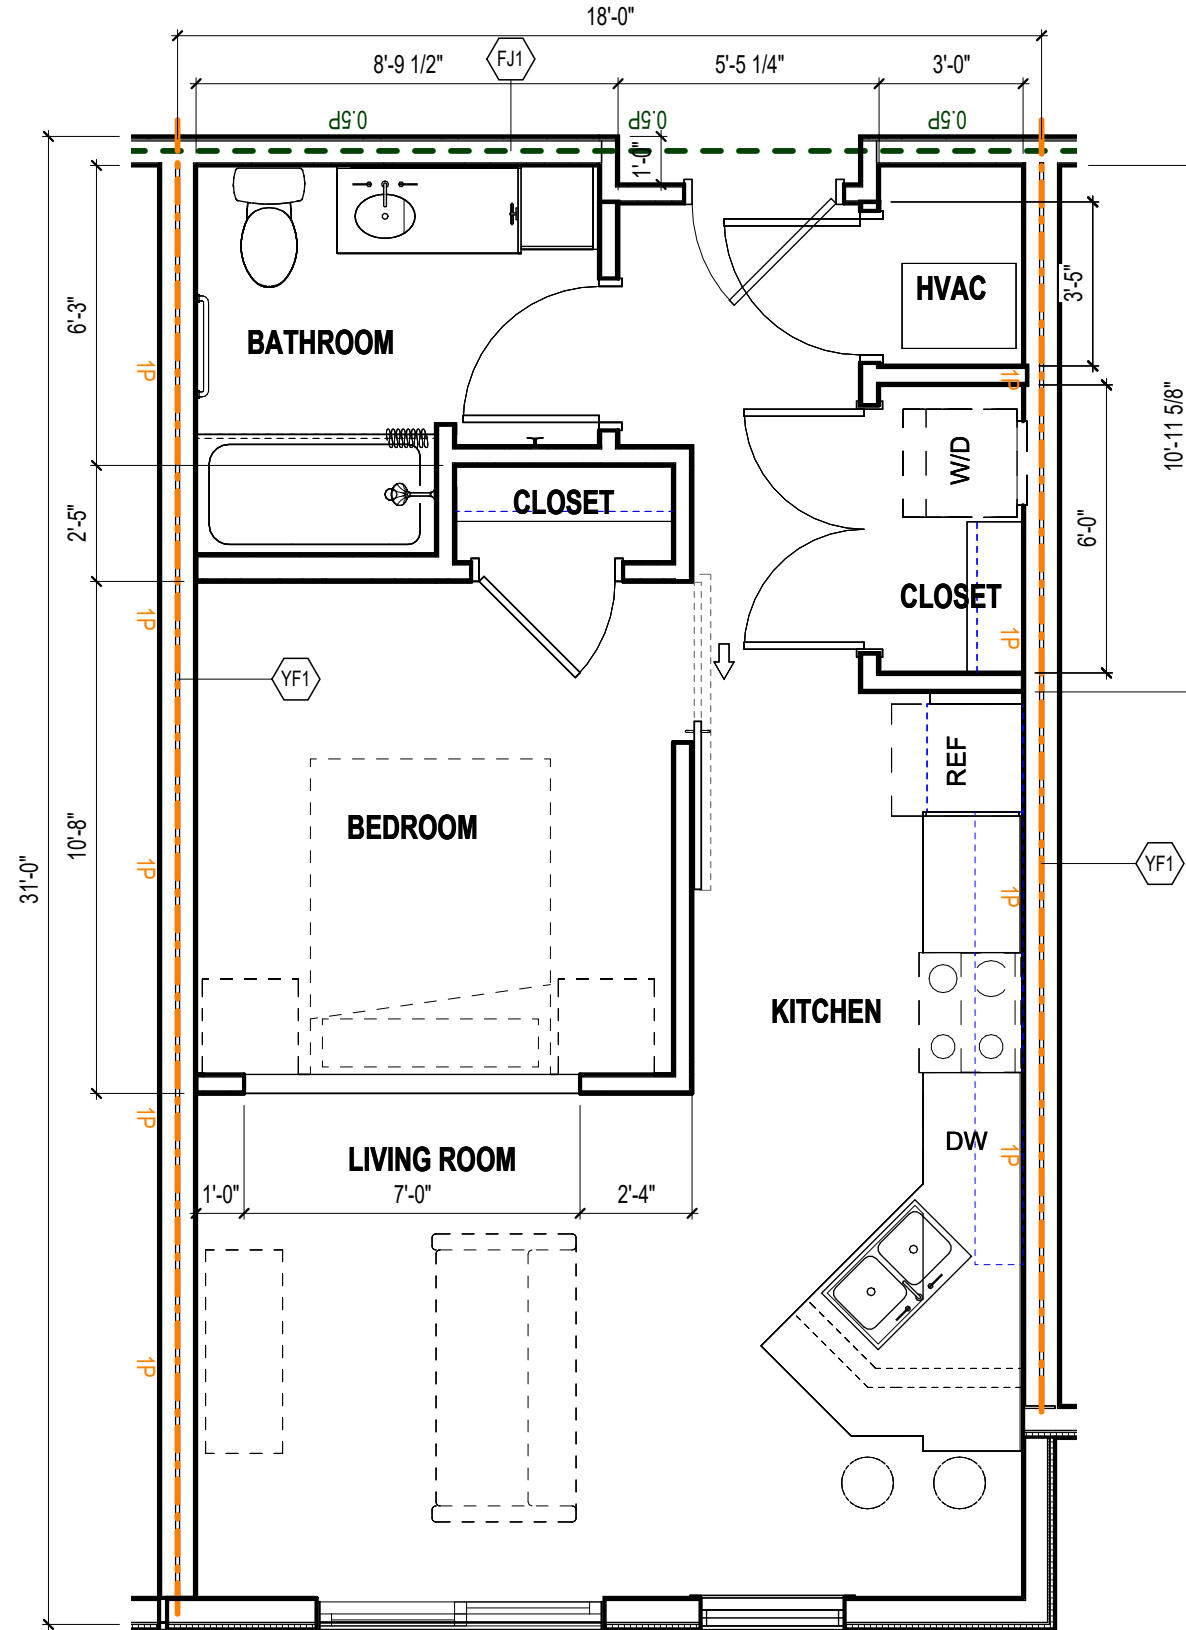 18'-0"
8'-9 1/2"
FJ1
5'-5 1/4"
3'-0"
0.5P
0.5P
0.5P
1'-0"
HVAC
3'-5"
6'-3"
BATHROOM
1P
1P
10'-11 5/8"
W/D
CLOSET
2'-5"
6'-0"
CLOSET
1P
1P
YF1
REF
BEDROOM
10'-8"
31'-0"
1P
YF1
1P
KITCHEN
1P
DW
1P
LIVING ROOM
1'-0"
7'-0"
2'-4"
1P